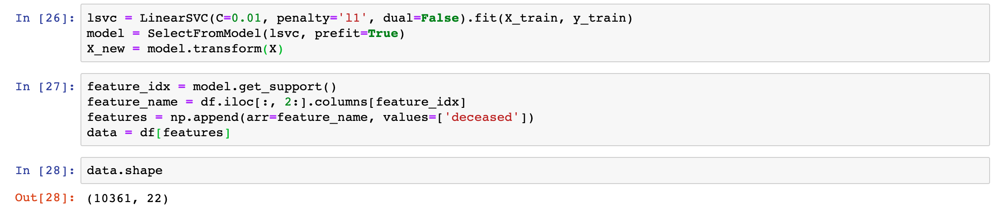 In [26]: lsvc = LinearSVC(C=0.01, penalty='l1', dual=False).fit(X_train, y_train)
model = SelectFromModel(lsvc, prefit=True)
X_new = model.transform(X)
In [27]: feature_idx = model.get_support()
feature_name = df.iloc[:, 2:].columns[feature_idx]
features = np.append(arr=feature_name, values=['deceased'])
data = df[features]
In [28]: data.shape
Out[28]: (10361, 22)